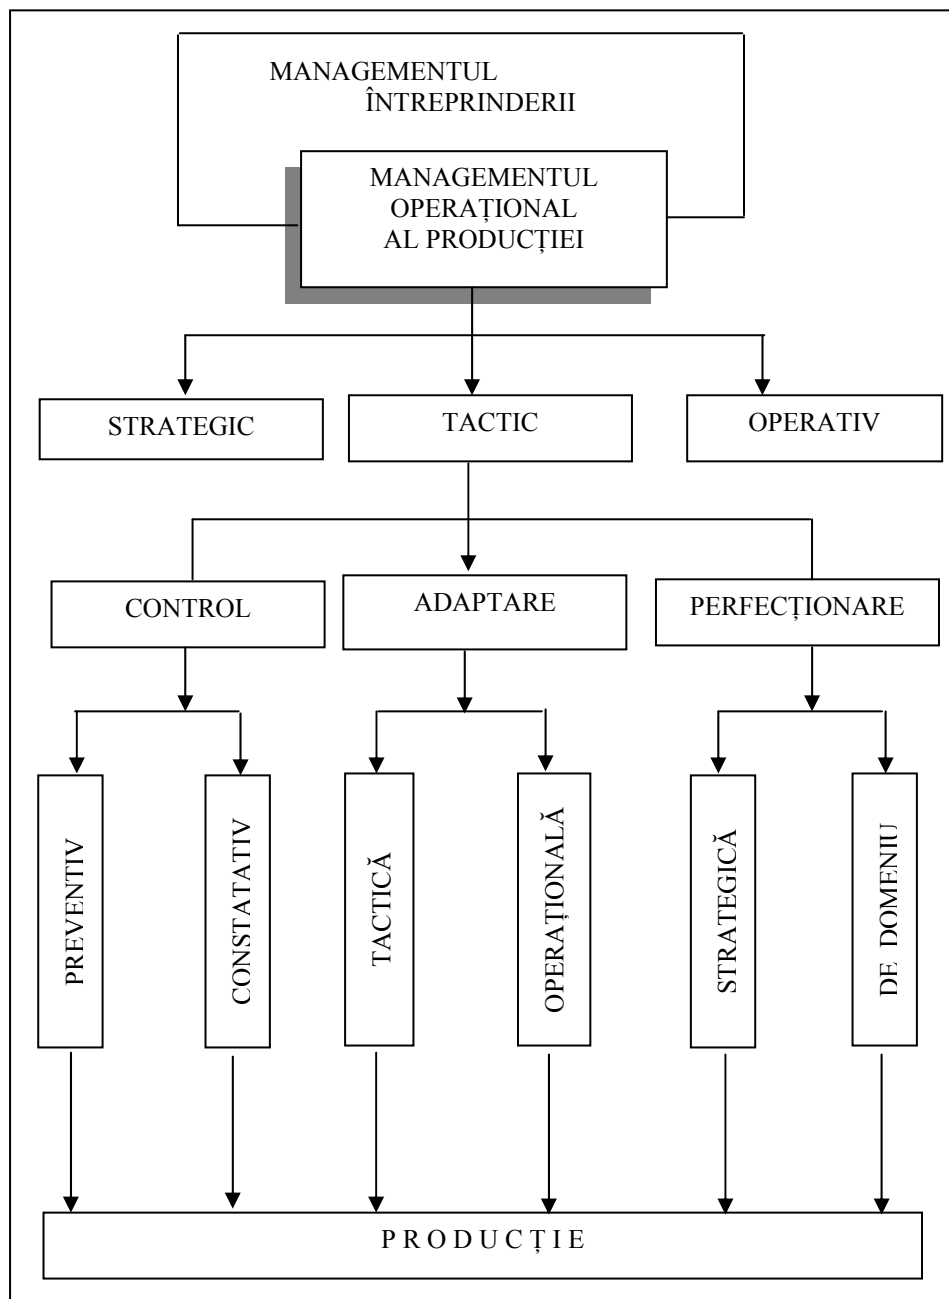 MANAGEMENTUL
ÎNTREPRINDERII
MANAGEMENTUL
OPERAȚIONAL
AL PRODUCȚIEI
STRATEGIC
TACTIC
OPERATIV
CONTROL
ADAPTARE
PERFECȚIONARE
PREVENTIV
CONSTATATIV
TACTICĂ
OPERAȚIONALĂ
STRATEGICĂ
DE DOMENIU
P R O D U C Ț I E